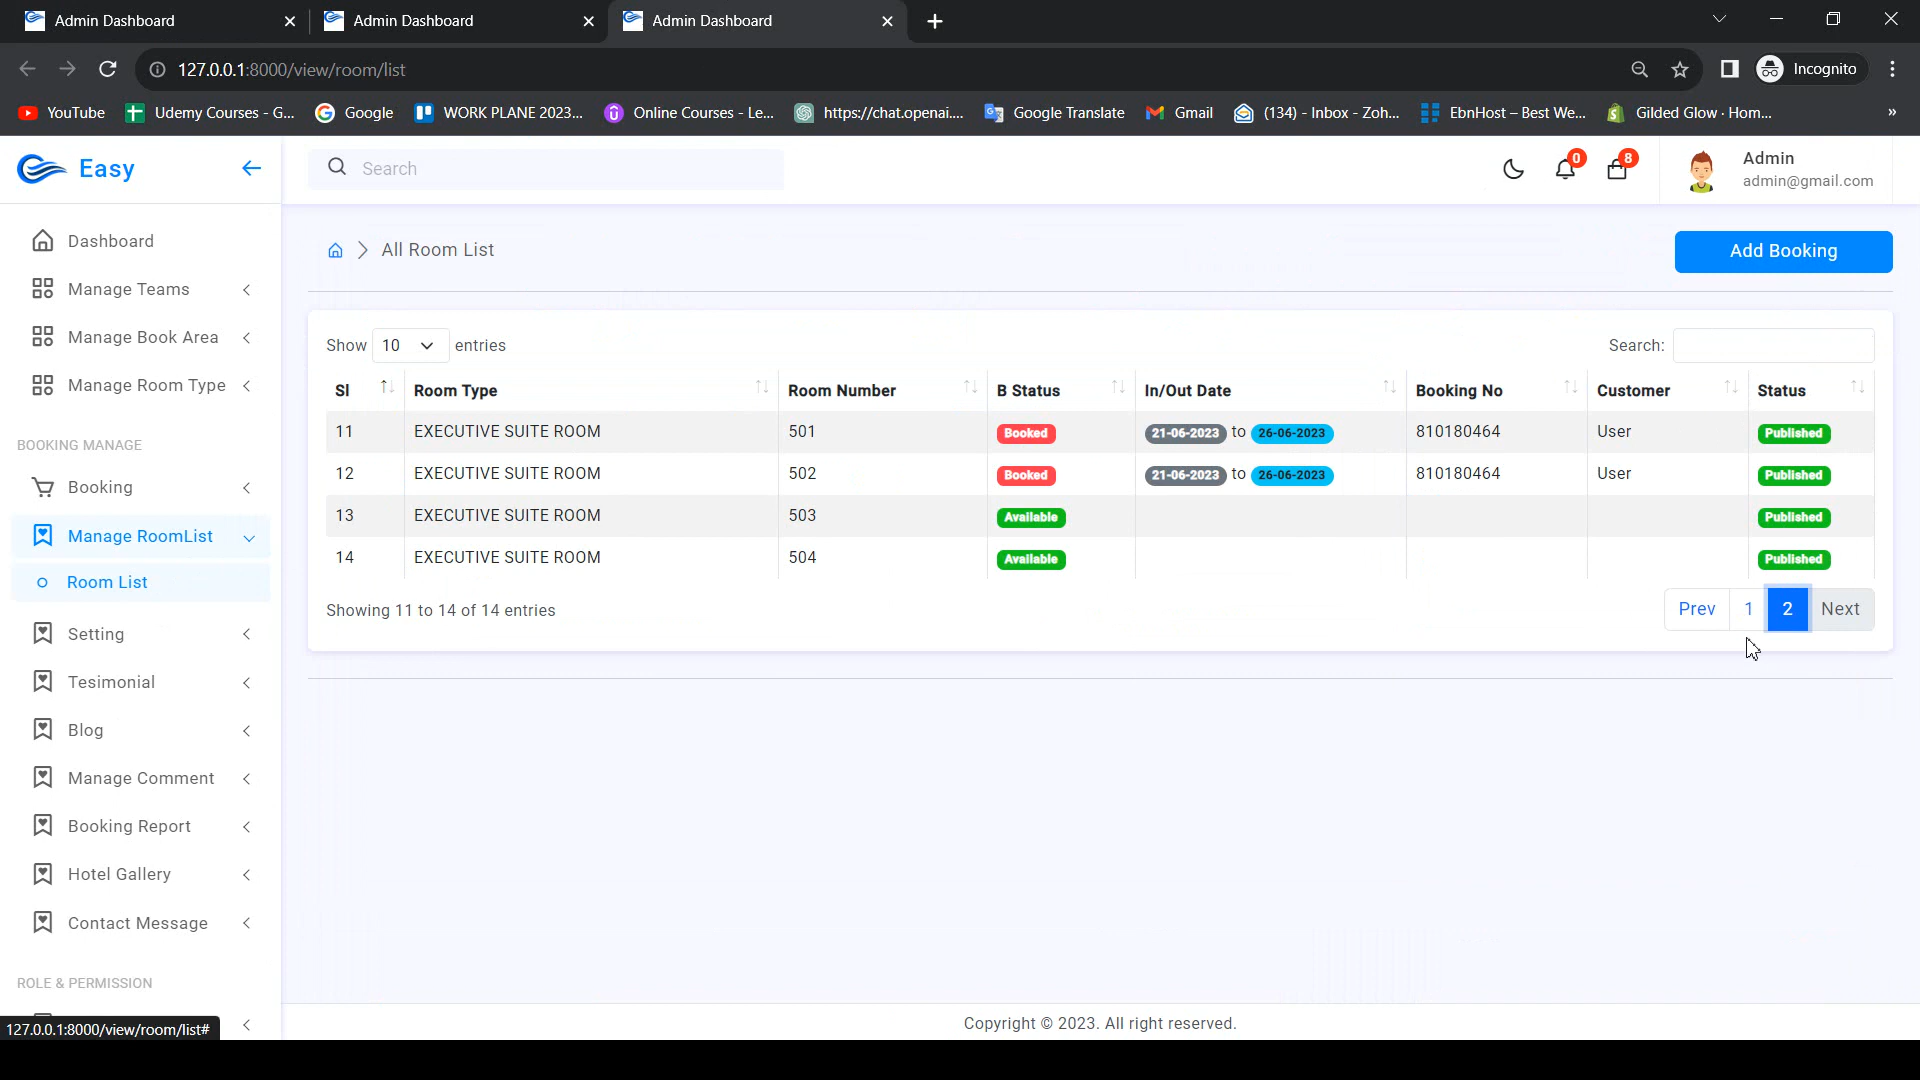 Admin Dashboard Admin Dashboard Admin Dashboard
127.0.0.1:8000/view/room/list Incognito
YouTube Udemy Courses - G... Google WORK PLANE 2023... Online Courses - Le... https://chat.openai.... Google Translate Gmail (134) - Inbox - Zoh... EbnHost – Best We... Gilded Glow · Hom... »
Easy
Search
0
8
Admin
admin@gmail.com
Dashboard
Manage Teams
Manage Book Area
Manage Room Type
BOOKING MANAGE
Booking
Manage RoomList
Room List
Setting
Tesimonial
Blog
Manage Comment
Booking Report
Hotel Gallery
Contact Message
ROLE & PERMISSION
127.0.0.1:8000/view/room/list#
All Room List
Add Booking
Show 10 entries
Search:
Sl Room Type Room Number B Status In/Out Date Booking No Customer Status
11 EXECUTIVE SUITE ROOM 501 Booked 21-06-2023 to 26-06-2023 810180464 User Published
12 EXECUTIVE SUITE ROOM 502 Booked 21-06-2023 to 26-06-2023 810180464 User Published
13 EXECUTIVE SUITE ROOM 503 Available Published
14 EXECUTIVE SUITE ROOM 504 Available Published
Showing 11 to 14 of 14 entries
Prev 1 2 Next
Copyright © 2023. All right reserved.